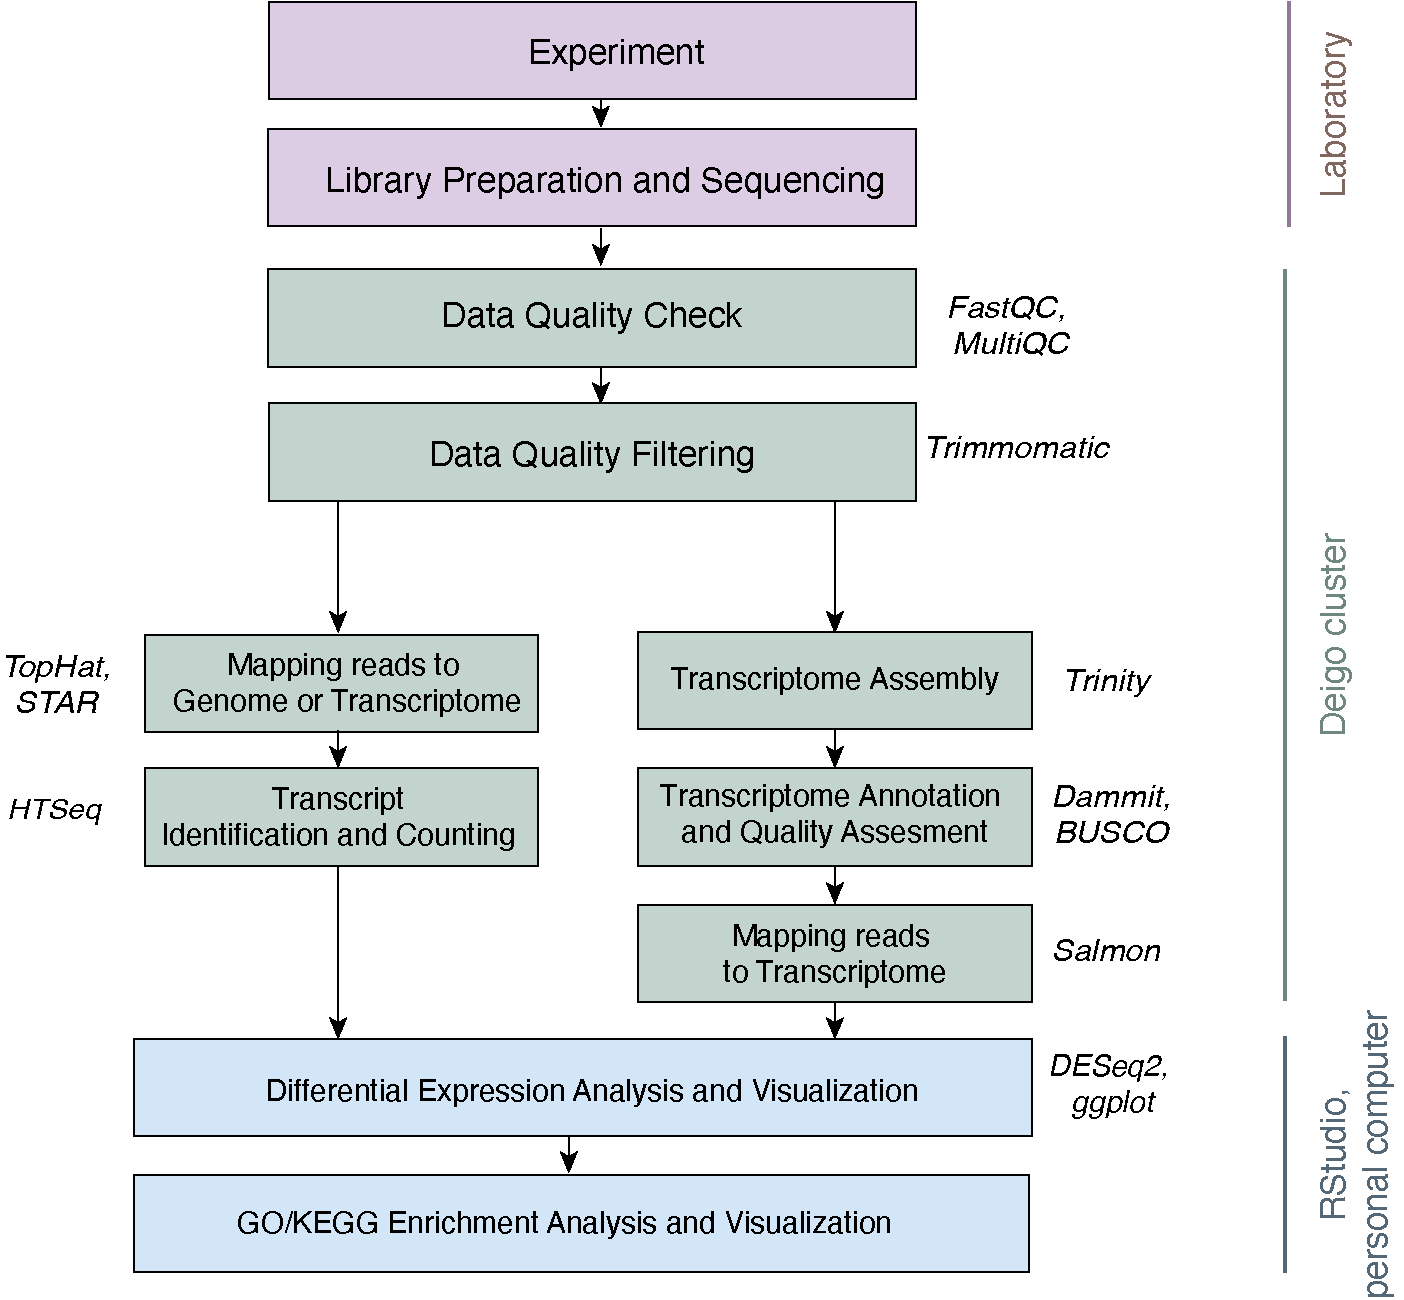 Experiment
Library Preparation and Sequencing
Laboratory
Data Quality Check
FastQC,
MultiQC
Data Quality Filtering
Trimmomatic
Deigo cluster
TopHat,
STAR
Mapping reads to
Genome or Transcriptome
Transcriptome Assembly
Trinity
HTSeq
Transcript
Identification and Counting
Transcriptome Annotation
and Quality Assesment
Dammit,
BUSCO
Mapping reads
to Transcriptome
Salmon
Differential Expression Analysis and Visualization
DESeq2,
ggplot
GO/KEGG Enrichment Analysis and Visualization
RStudio,
personal computer